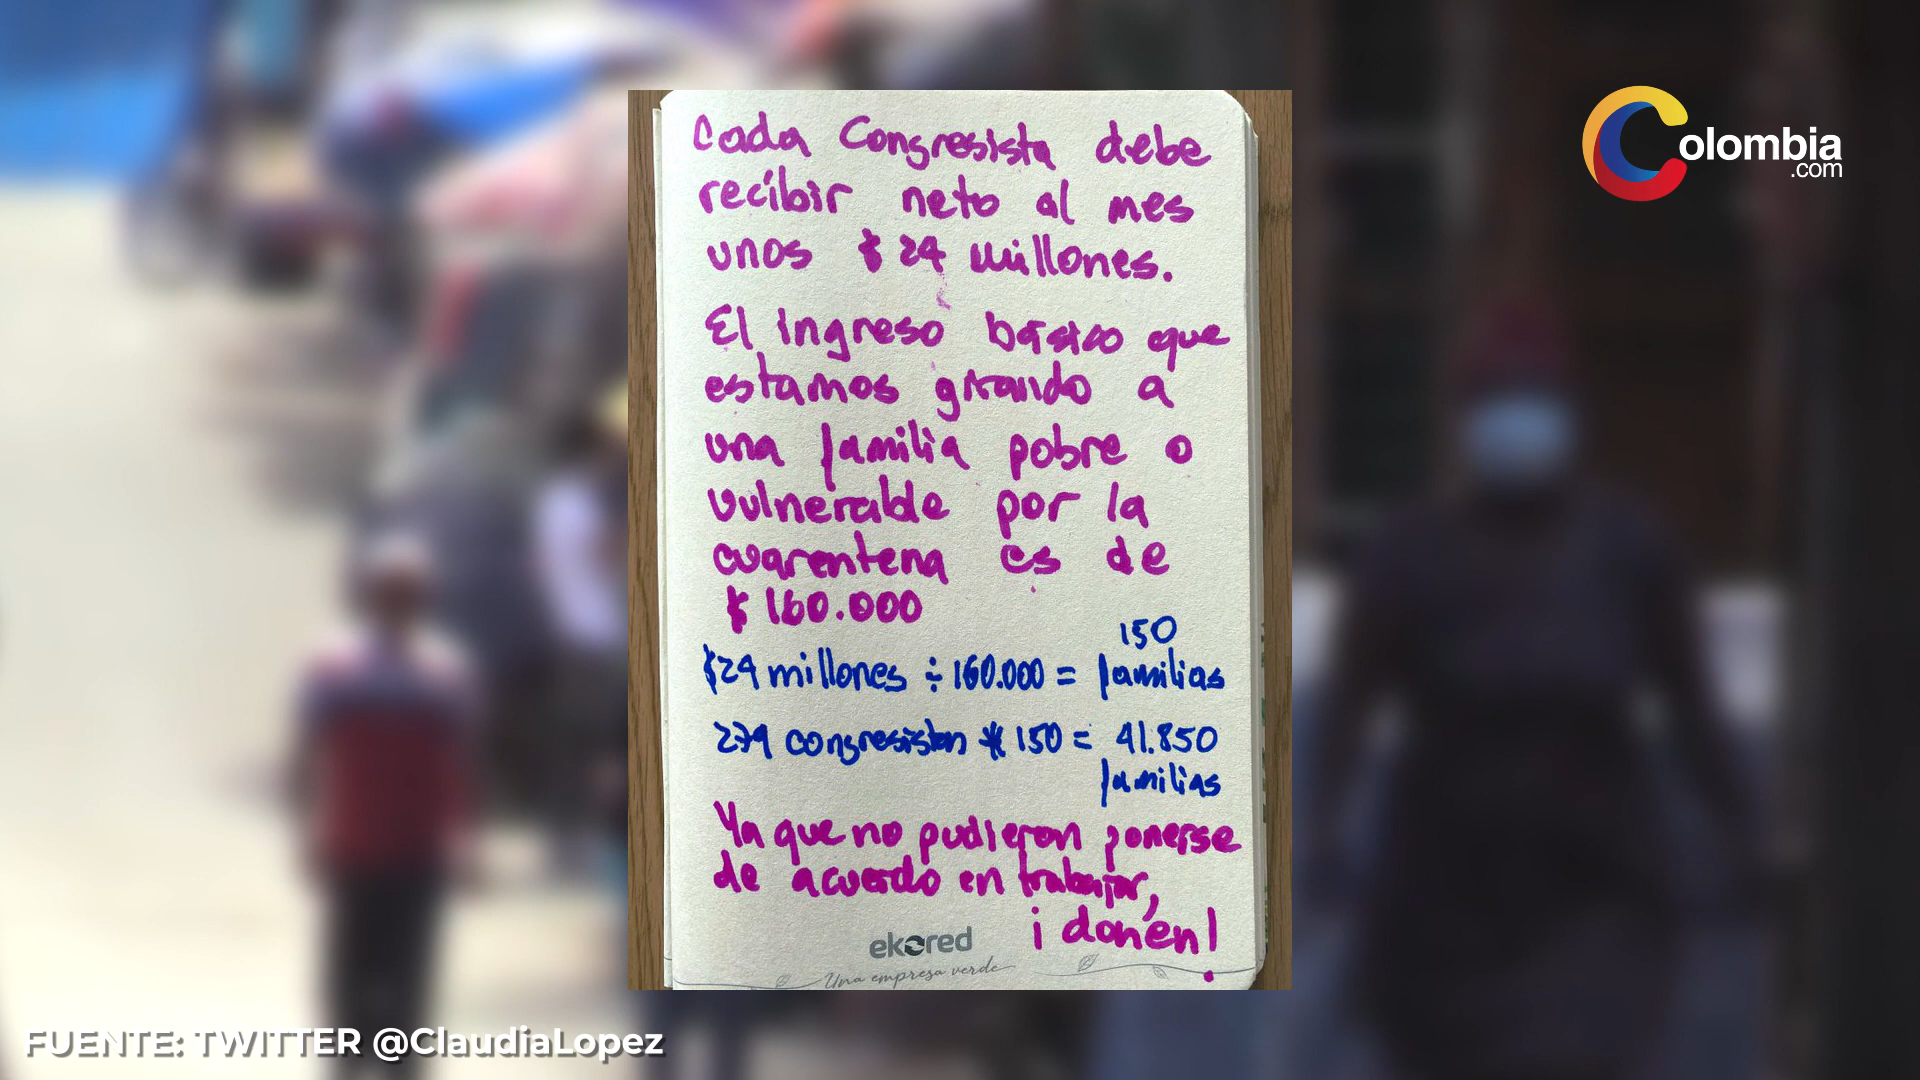 Colombia
.com
Cada Congresista debe
recibir neto al mes
unos $24 millones.
El ingreso básico que
estamos girando a
una familia pobre o
vulnerable por la
cuarentena es de
$160.000
150
$24 millones ÷ 160.000 = familias
279 congresistas * 150 = 41.850
familias
Ya que no pudieron ponerse
de acuerdo en trabajar,
¡donen!
ekored
Una empresa verde
FUENTE: TWITTER @ClaudiaLopez